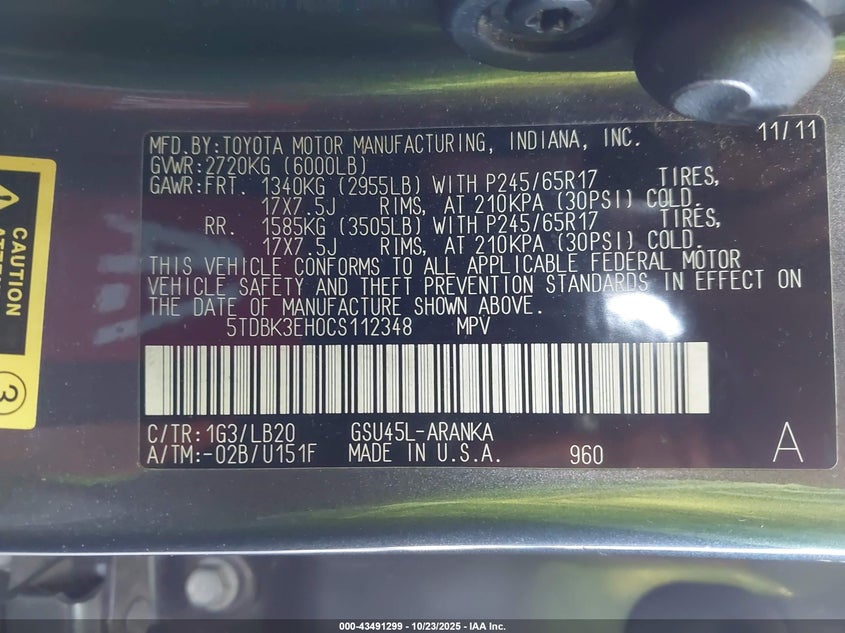 MFD.BY:TOYOTA MOTOR MANUFACTURING, INDIANA, INC. 11/11
GVWR:2720KG (6000LB)
GAWR:FRT. 1340KG (2955LB) WITH P245/65R17 TIRES,
17X7.5J RIMS, AT 210KPA (30PSI) COLD.
RR. 1585KG (3505LB) WITH P245/65R17 TIRES,
17X7.5J RIMS, AT 210KPA (30PSI) COLD.
THIS VEHICLE CONFORMS TO ALL APPLICABLE FEDERAL MOTOR
VEHICLE SAFETY AND THEFT PREVENTION STANDARDS IN EFFECT ON
THE DATE OF MANUFACTURE SHOWN ABOVE.
5TDBK3EH0CS112348 MPV
C/TR:1G3/LB20 GSU45L-ARANKA
A/TM:-02B/U151F MADE IN U.S.A. 960 A
CAUTION
3
000-43491299 - 10/23/2025 - IAA Inc.